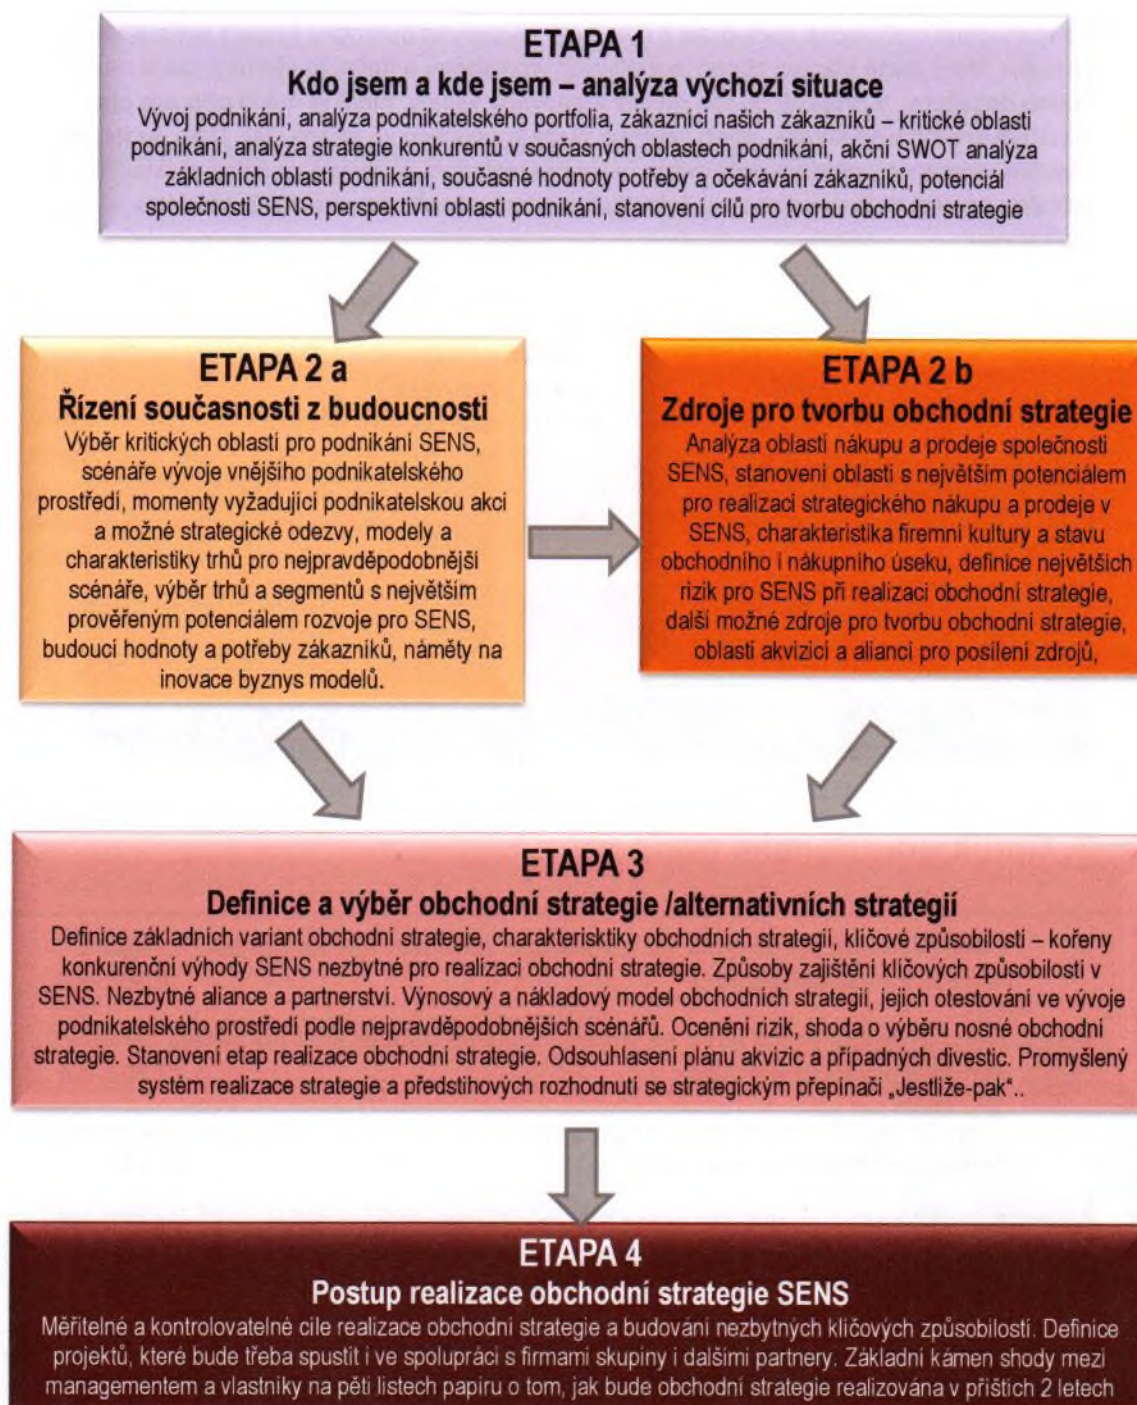 ETAPA 1
Kdo jsem a kde jsem – analýza výchozí situace
Vývoj podnikání, analýza podnikatelského portfolia, zákazníci našich zákazníků – kritické oblasti
podnikání, analýza strategie konkurentů v současných oblastech podnikání, akční SWOT analýza
základních oblastí podnikání, současné hodnoty potřeby a očekávání zákazníků, potenciál
společnosti SENS, perspektivní oblasti podnikání, stanovení cílů pro tvorbu obchodní strategie
ETAPA 2 a
Řízení současnosti z budoucnosti
Výběr kritických oblastí pro podnikání SENS,
scénáře vývoje vnějšího podnikatelského
prostředí, momenty vyžadující podnikatelskou akci
a možné strategické odezvy, modely a
charakteristiky trhů pro nejpravděpodobnější
scénáře, výběr trhů a segmentů s největším
prověřeným potenciálem rozvoje pro SENS,
budoucí hodnoty a potřeby zákazníků, náměty na
inovace byznys modelů.
ETAPA 2 b
Zdroje pro tvorbu obchodní strategie
Analýza oblastí nákupu a prodeje společnosti
SENS, stanovení oblastí s největším potenciálem
pro realizaci strategického nákupu a prodeje v
SENS, charakteristika firemní kultury a stavu
obchodního i nákupního úseku, definice největších
rizik pro SENS při realizaci obchodní strategie,
další možné zdroje pro tvorbu obchodní strategie,
oblasti akvizicí a aliancí pro posílení zdrojů,
ETAPA 3
Definice a výběr obchodní strategie /alternativních strategií
Definice základních variant obchodní strategie, charakterisktiky obchodních strategií, klíčové způsobilosti – kořeny
konkurenční výhody SENS nezbytné pro realizaci obchodní strategie. Způsoby zajištění klíčových způsobilostí v
SENS. Nezbytné aliance a partnerství. Výnosový a nákladový model obchodních strategií, jejich otestování ve vývoje
podnikatelského prostředí podle nejpravděpodobnějších scénářů. Ocenění rizik, shoda o výběru nosné obchodní
strategie. Stanovení etap realizace obchodní strategie. Odsouhlasení plánu akvizic a případných divestic. Promyšlený
systém realizace strategie a předstihových rozhodnutí se strategickým přepínači „Jestliže-pak“..
ETAPA 4
Postup realizace obchodní strategie SENS
Měřitelné a kontrolovatelné cíle realizace obchodní strategie a budování nezbytných klíčových způsobilostí. Definice
projektů, které bude třeba spustit i ve spolupráci s firmami skupiny i dalšími partnery. Základní kámen shody mezi
managementem a vlastníky na pěti listech papíru o tom, jak bude obchodní strategie realizována v příštích 2 letech